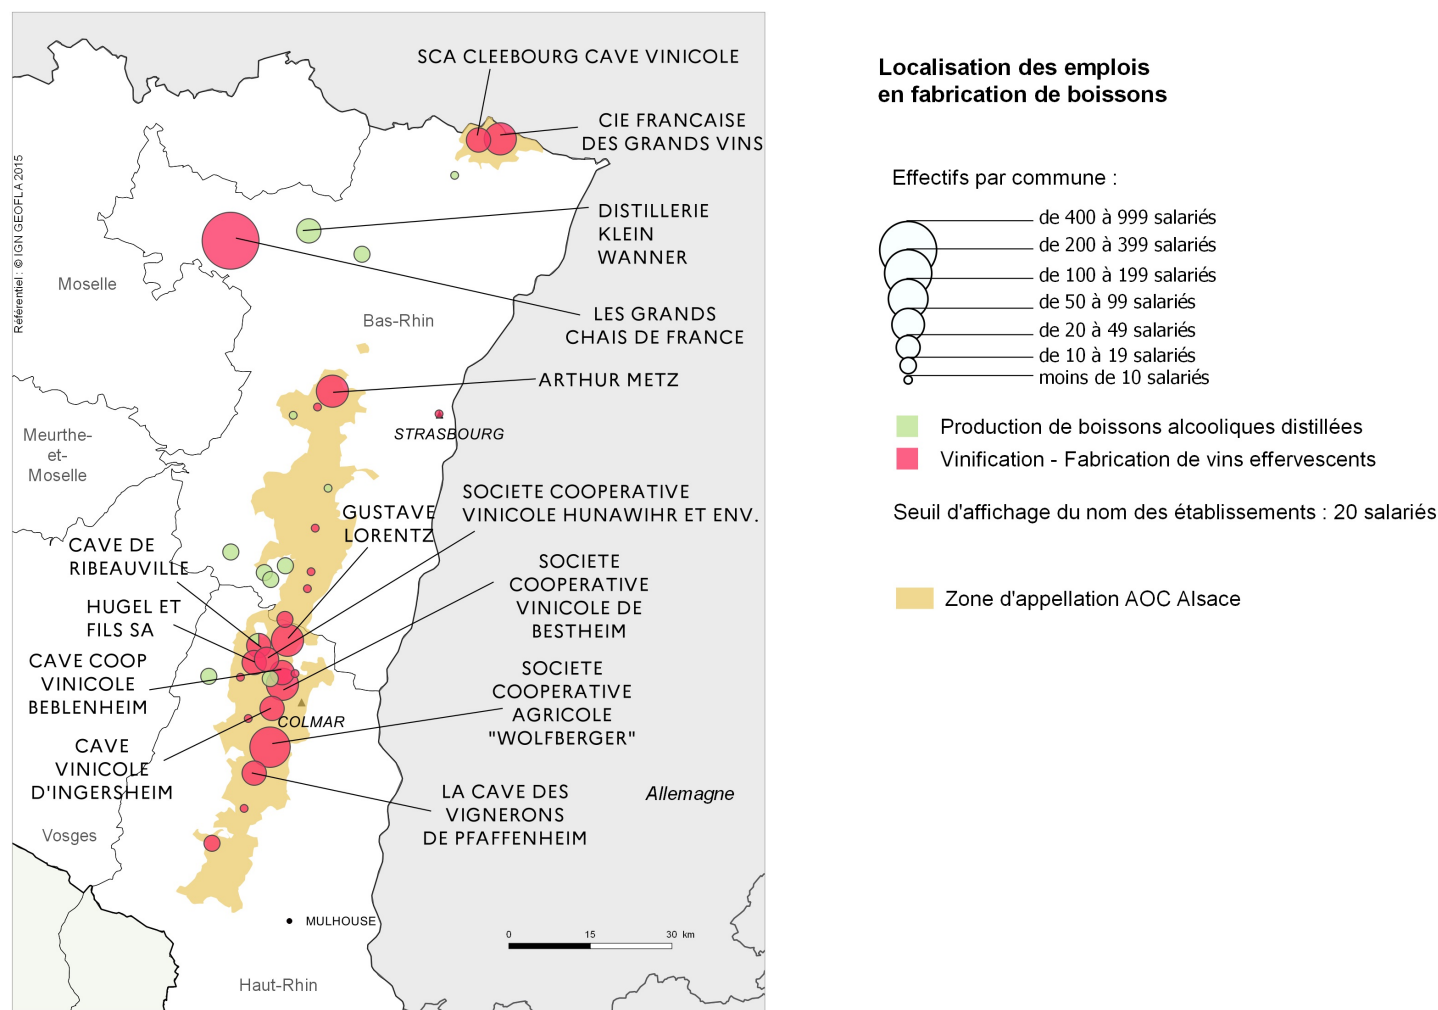 SCA CLEEBOURG CAVE VINICOLE
CIE FRANCAISE
DES GRANDS VINS
DISTILLERIE
KLEIN
WANNER
LES GRANDS
CHAIS DE FRANCE
ARTHUR METZ
Référentiel : © IGN GEOFLA 2015
Moselle
Bas-Rhin
Meurthe-
et-
Moselle
STRASBOURG
GUSTAVE
LORENTZ
SOCIETE COOPERATIVE
VINICOLE HUNAWIHR ET ENV.
CAVE DE
RIBEAUVILLE
SOCIETE
COOPERATIVE
VINICOLE DE
BESTHEIM
HUGEL ET
FILS SA
CAVE COOP
VINICOLE
BEBLENHEIM
SOCIETE
COOPERATIVE
AGRICOLE
"WOLFBERGER"
COLMAR
CAVE
VINICOLE
D'INGERSHEIM
LA CAVE DES
VIGNERONS
DE PFAFFENHEIM
Allemagne
Vosges
MULHOUSE
0 15 30 km
Haut-Rhin
Localisation des emplois
en fabrication de boissons
Effectifs par commune :
de 400 à 999 salariés
de 200 à 399 salariés
de 100 à 199 salariés
de 50 à 99 salariés
de 20 à 49 salariés
de 10 à 19 salariés
moins de 10 salariés
Production de boissons alcooliques distillées
Vinification - Fabrication de vins effervescents
Seuil d'affichage du nom des établissements : 20 salariés
Zone d'appellation AOC Alsace